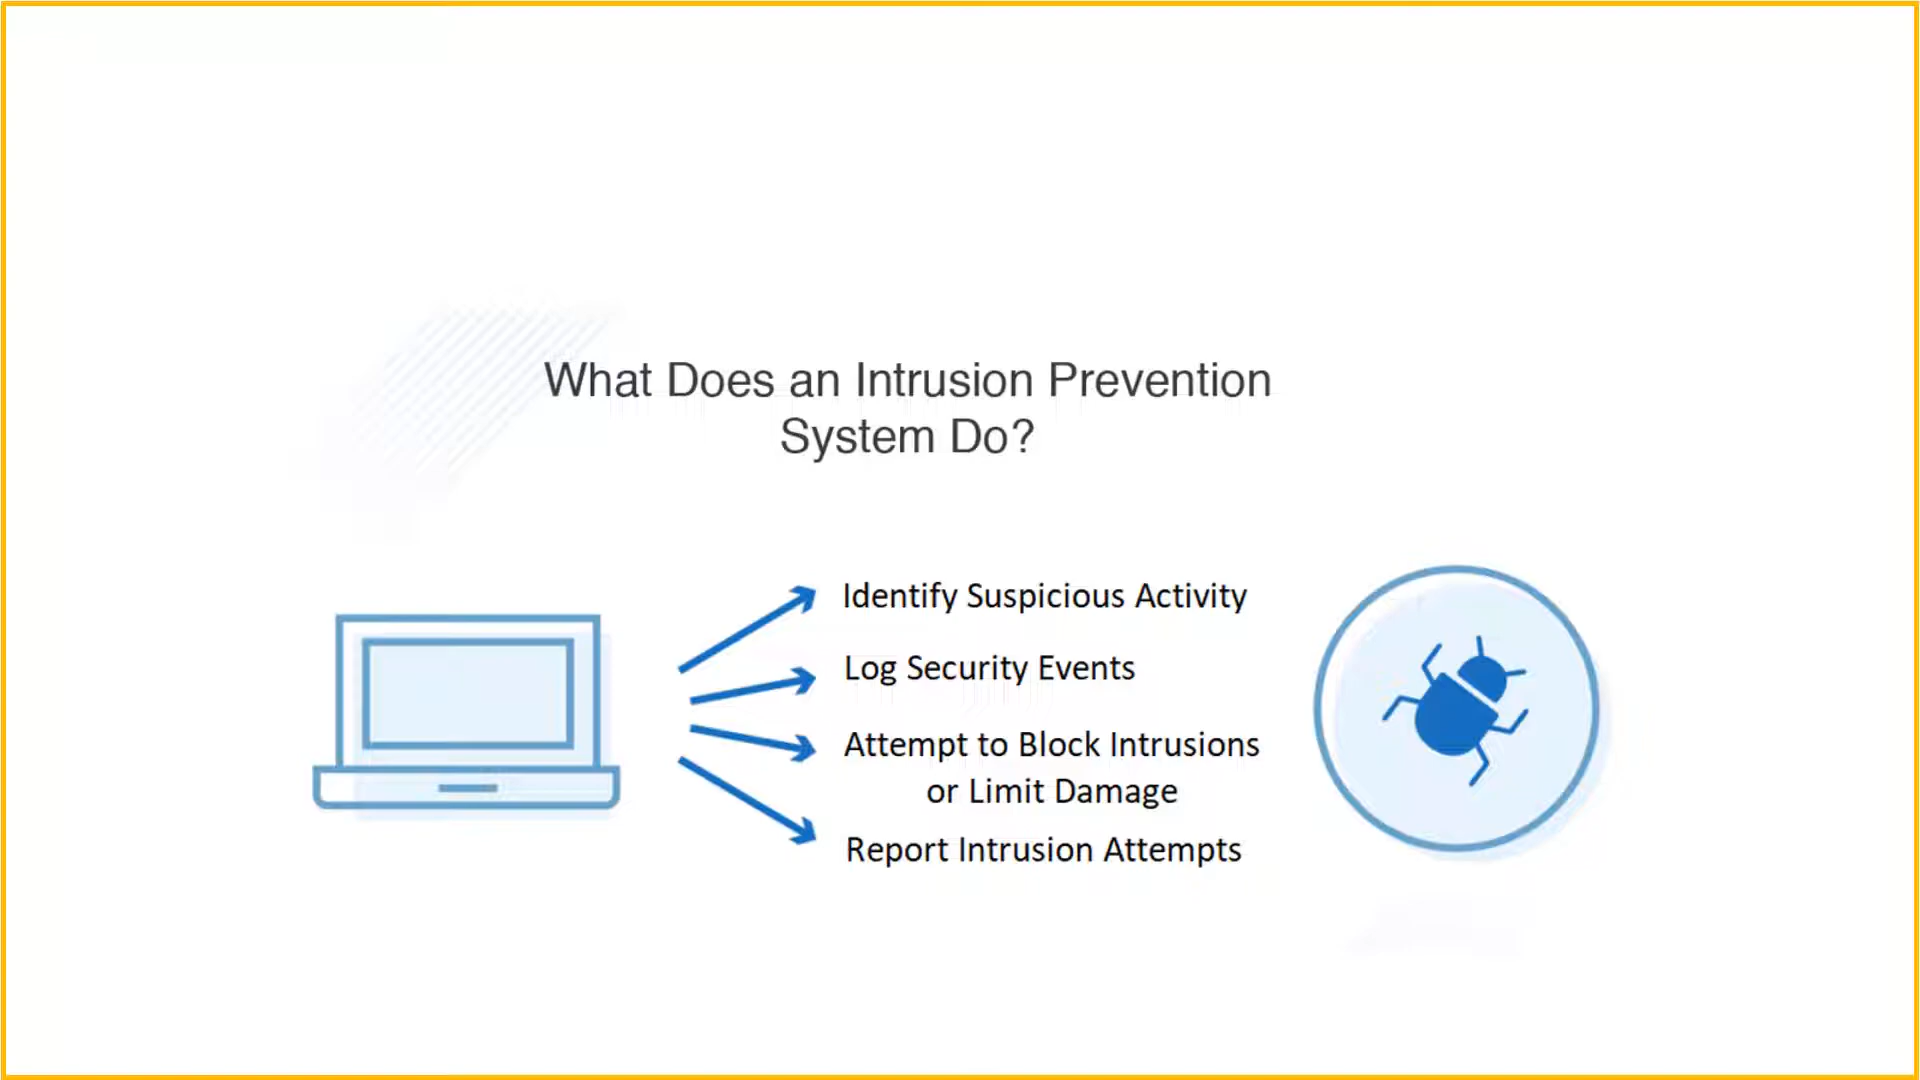 What Does an Intrusion Prevention
System Do?
Identify Suspicious Activity
Log Security Events
Attempt to Block Intrusions
or Limit Damage
Report Intrusion Attempts